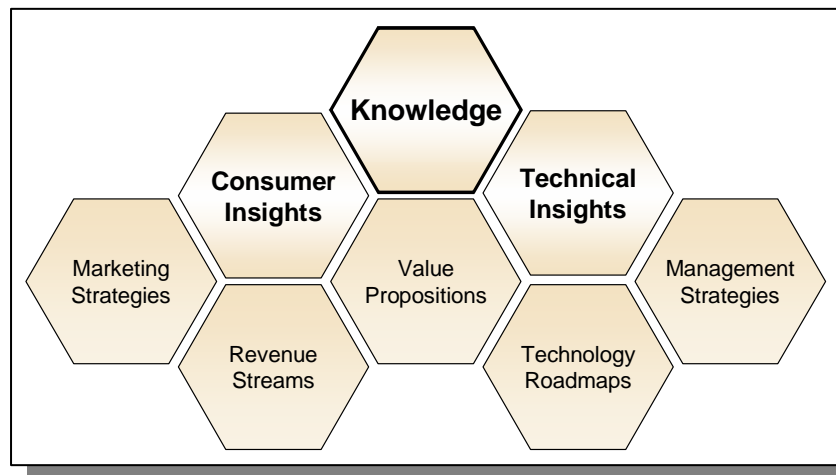 Knowledge
Consumer
Insights
Technical
Insights
Marketing
Strategies
Value
Propositions
Management
Strategies
Revenue
Streams
Technology
Roadmaps